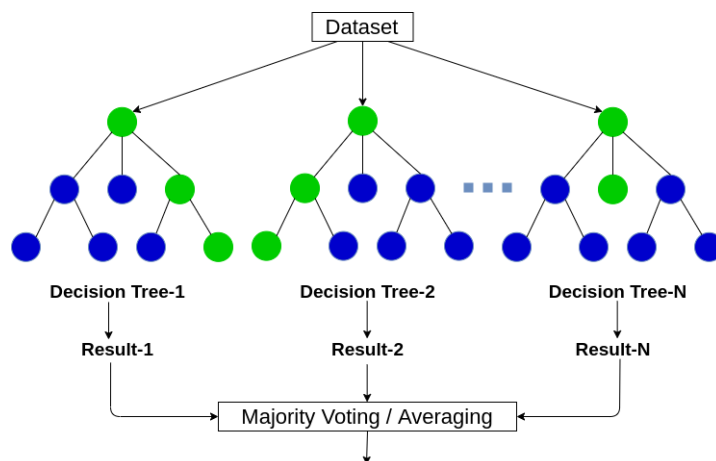 Dataset
Decision Tree-1
Decision Tree-2
Decision Tree-N
Result-1
Result-2
Result-N
Majority Voting / Averaging